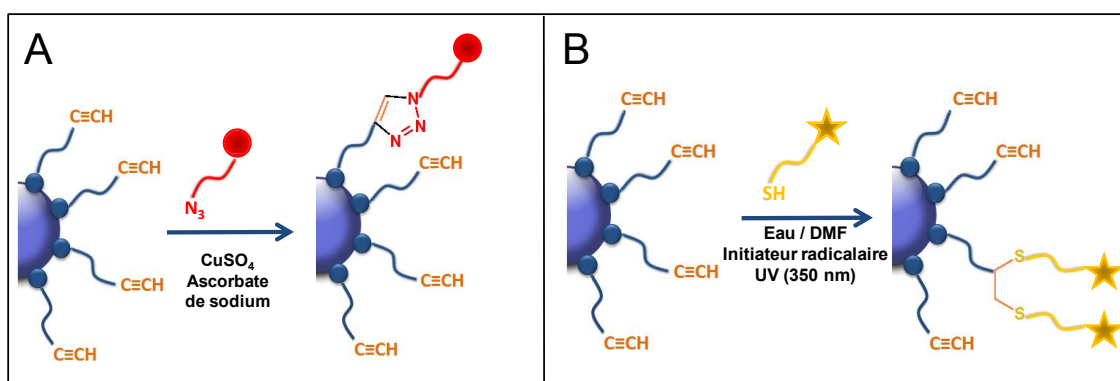 A
C≡CH
C≡CH
C≡CH
C≡CH
N₃
CuSO₄
Ascorbate
de sodium
N
N
N
C≡CH
C≡CH
C≡CH
B
C≡CH
C≡CH
C≡CH
C≡CH
SH
Eau / DMF
Initiateur radicalaire
UV (350 nm)
C≡CH
C≡CH
S
S
C≡CH